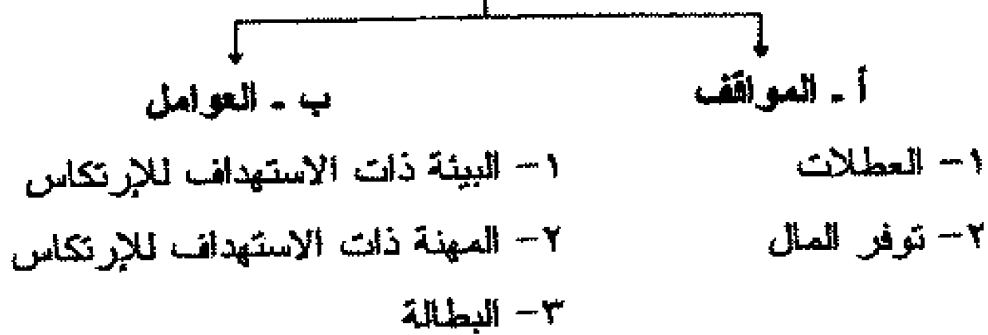 أ - المواقف
١- العطلات
٢- توفر المال
ب - العوامل
١- البيئة ذات الاستهداف للإرتكاس
٢- المهنة ذات الاستهداف للإرتكاس
٣- البطالة